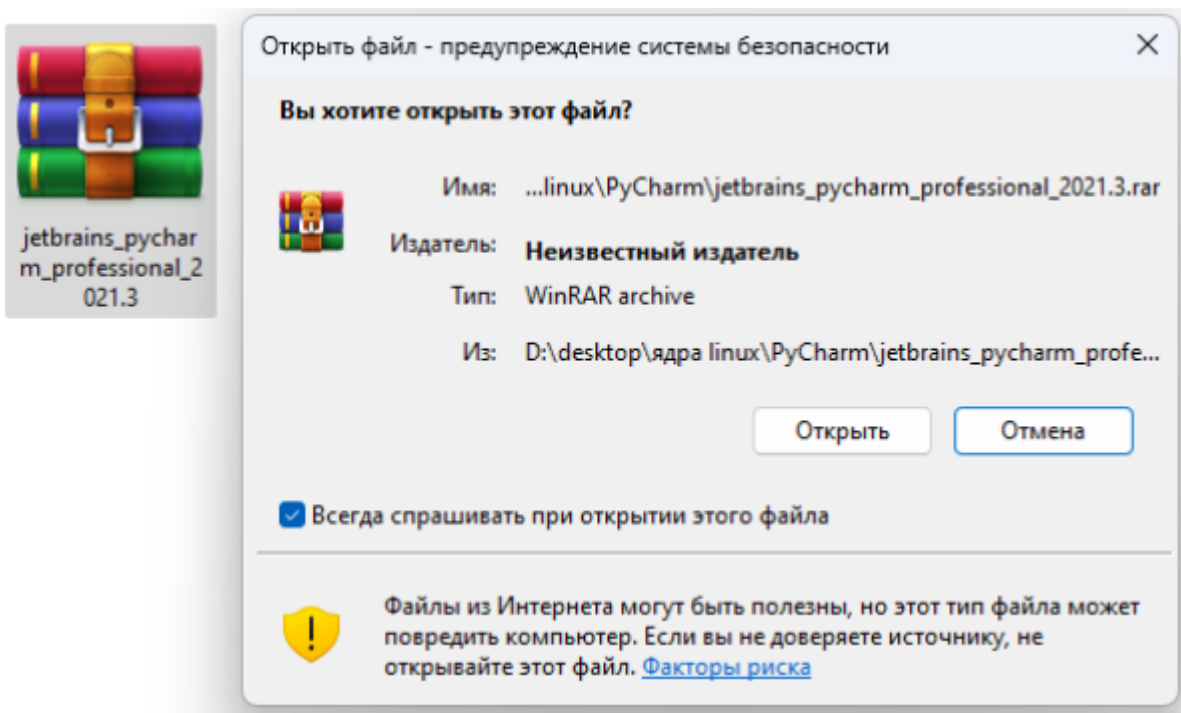 jetbrains_pychar
m_professional_2
021.3
Открыть файл - предупреждение системы безопасности
Вы хотите открыть этот файл?
Имя: ...linux\PyCharm\jetbrains_pycharm_professional_2021.3.rar
Издатель: Неизвестный издатель
Тип: WinRAR archive
Из: D:\desktop\ядра linux\PyCharm\jetbrains_pycharm_profe...
Открыть Отмена
Всегда спрашивать при открытии этого файла
Файлы из Интернета могут быть полезны, но этот тип файла может
повредить компьютер. Если вы не доверяете источнику, не
открывайте этот файл. Факторы риска